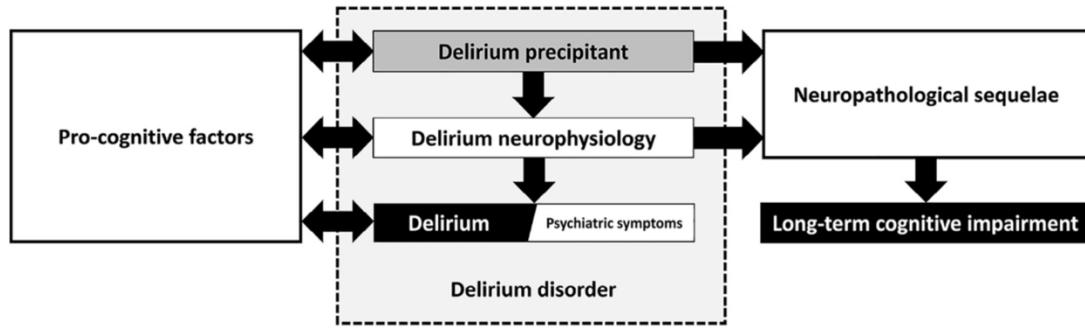 Delirium precipitant
Pro-cognitive factors
Neuropathological sequelae
Delirium neurophysiology
Delirium
Psychiatric symptoms
Long-term cognitive impairment
Delirium disorder